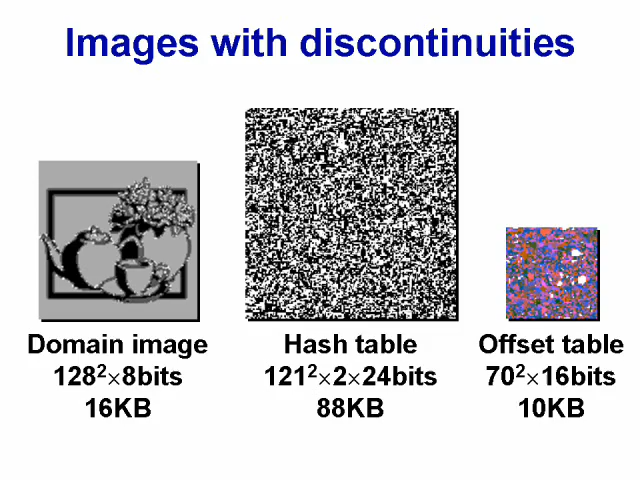 Images with discontinuities
Domain image
128²×8bits
16KB
Hash table
121²×2×24bits
88KB
Offset table
70²×16bits
10KB